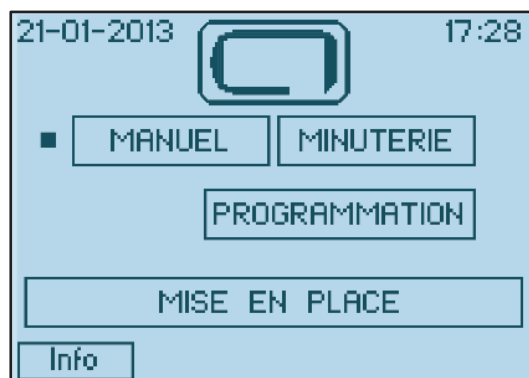 21-01-2013 17:28
MANUEL MINUTERIE
PROGRAMMATION
MISE EN PLACE
Info